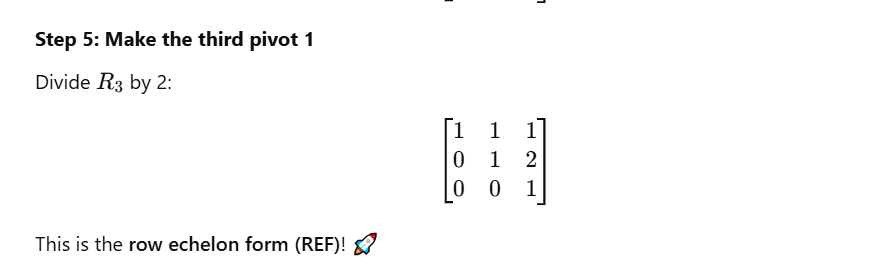 Step 5: Make the third pivot 1
Divide R₃ by 2:
1 1 1
0 1 2
0 0 1
This is the row echelon form (REF)! 🚀